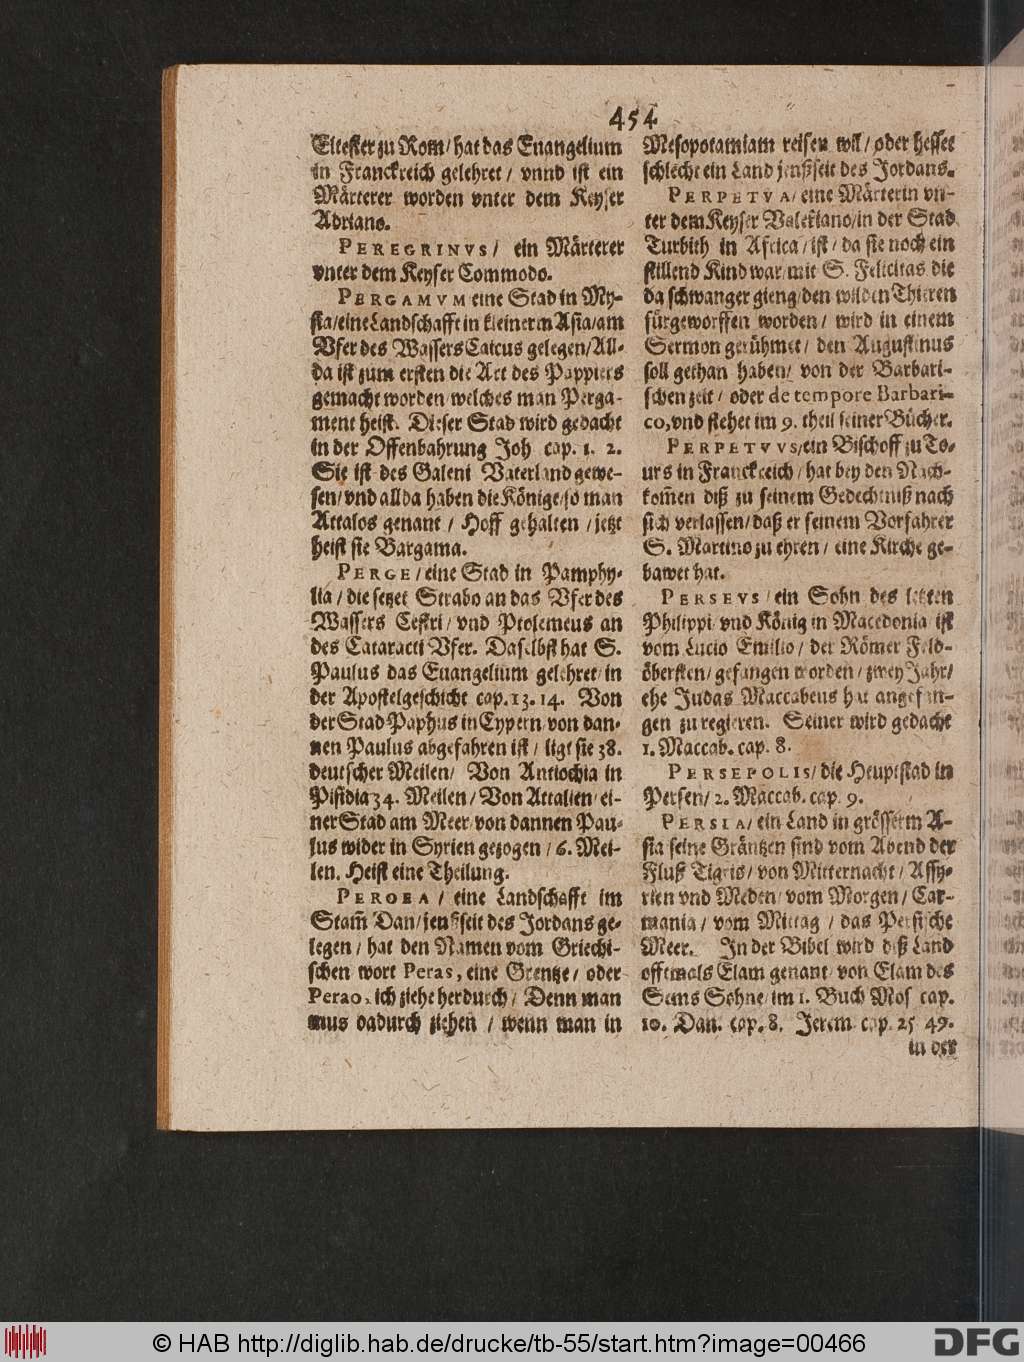 454
Eltester zu Rom / hat das Euangelium
in Franckreich gelehret / vnnd ist ein
Märterer worden vnter dem Keyser
Adriano.
PEREGRINVS / ein Märterer
vnter dem Keyser Commodo.
PERGAMVM eine Stad in My-
sia / eine Landschafft in kleinerm Asia / am
Vfer des Wassers Caicus gelegen / All-
da ist zum ersten die Art des Pappiers
gemacht worden welches man Perga-
ment heist. Dieser Stad wird gedacht
in der Offenbahrung Joh cap. 1. 2.
Sie ist des Galeni Vaterland gewe-
sen / vnd allda haben die Könige / so man
Attalos genant / Hoff gehalten / jetzt
heist sie Bargama.
PERGE / eine Stad in Pamphy-
lia / die setzet Strabo an das Vfer des
Wassers Cestri / vnd Ptolemeus an
des Cataracti Vfer. Daselbst hat S.
Paulus das Euangelium gelehret / in
der Apostelgeschicht cap. 13. 14. Von
der Stad Paphus in Cypern / von dan-
nen Paulus abgefahren ist / ligt sie 38.
deutscher Meilen / Von Antiochia in
Pisidia 34. Meilen / Von Attalien / ei-
ner Stad am Meer / von dannen Pau-
lus wider in Syrien gezogen / 6. Mei-
len. Heist eine Theilung.
PEROEA / eine Landschafft im
Stam̃ Dan / jenßseit des Jordans ge-
legen / hat den Namen vom Griechi-
schen wort Peras, eine Grentze / oder
Perao, ich ziehe herdurch / Denn man
mus dadurch ziehen / wenn man in
Mesopotamiam reisen wil / oder heisset
schlecht ein Land jenßseit des Jordans.
PERPETVA / eine Märterin vn-
ter dem Keyser Valeriano / in der Stad
Turbith in Africa / ist / da sie noch ein
stillend Kind war / mit S. Felicitas die
da schwanger gieng / den wilden Thieren
fürgeworffen worden / wird in einem
Sermon gerühmet / den Augustinus
soll gethan haben / von der Barbari-
schen zeit / oder de tempore Barbari-
co, vnd stehet im 9. theil seiner Bücher.
PERPETVVS / ein Bischoff zu To-
urs in Franckreich / hat bey den Nach-
kom̃en diß zu seinem Gedechtniß nach
sich verlassen / daß er seinem Vorfahrer
S. Martino zu ehren / eine Kirche ge-
bawet hat.
PERSEVS / ein Sohn des letzten
Philippi / vnd König in Macedonia ist
vom Lucio Emilio / der Römer Feld-
öbersten / gefangen worden / zwey Jahr /
ehe Judas Maccabeus hat angefan-
gen zu regieren. Seiner wird gedacht
1. Maccab. cap. 8.
PERSEPOLIS / die Heuptstad in
Persen / 2. Maccab. cap. 9.
PERSIA / ein Land in grösserm A-
sia seine Gräntzen sind vom Abend der
Fluß Tigris / von Mitternacht / Assy-
rien vnd Meden / vom Morgen / Car-
mania / vom Mittag / das Persische
Meer. In der Bibel wird diß Land
offtmals Elam genant / von Elam des
Sems Sohne / im 1. Buch Mos cap.
10. Dan. cap. 8. Jerem cap. 25 49.
in der
© HAB http://diglib.hab.de/drucke/tb-55/start.htm?image=00466
DFG